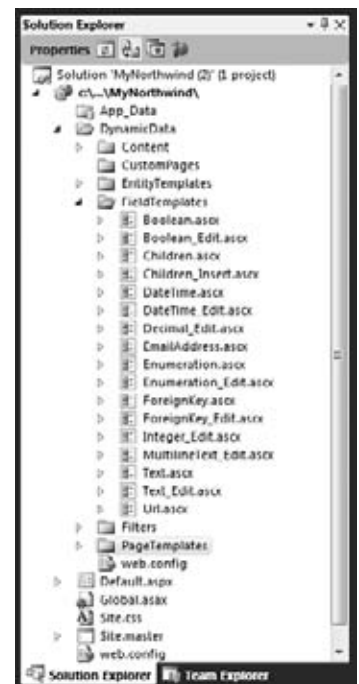 Solution Explorer
Properties
Solution 'MyNorthwind (2)' (1 project)
c:\...\MyNorthwind\
App_Data
DynamicData
Content
CustomPages
EntityTemplates
FieldTemplates
Boolean.ascx
Boolean_Edit.ascx
Children.ascx
Children_Insert.ascx
DateTime.ascx
DateTime_Edit.ascx
Decimal_Edit.ascx
EmailAddress.ascx
Enumeration.ascx
Enumeration_Edit.ascx
ForeignKey.ascx
ForeignKey_Edit.ascx
Integer_Edit.ascx
MultilineText_Edit.ascx
Text.ascx
Text_Edit.ascx
Url.ascx
Filters
PageTemplates
web.config
Default.aspx
Global.asax
Site.css
Site.master
web.config
Solution Explorer Team Explorer